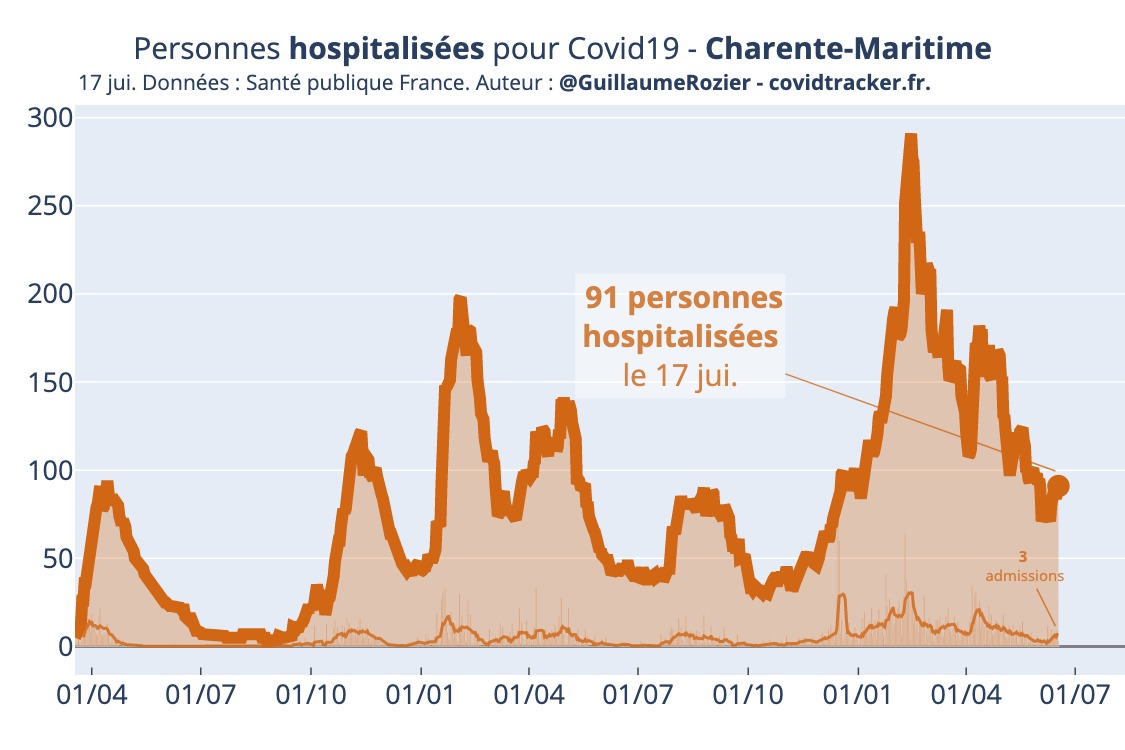 Personnes hospitalisées pour Covid19 - Charente-Maritime
17 jui. Données : Santé publique France. Auteur : @GuillaumeRozier - covidtracker.fr.
300
250
200
150
100
50
0
91 personnes
hospitalisées
le 17 jui.
3
admissions
01/04 01/07 01/10 01/01 01/04 01/07 01/10 01/01 01/04 01/07